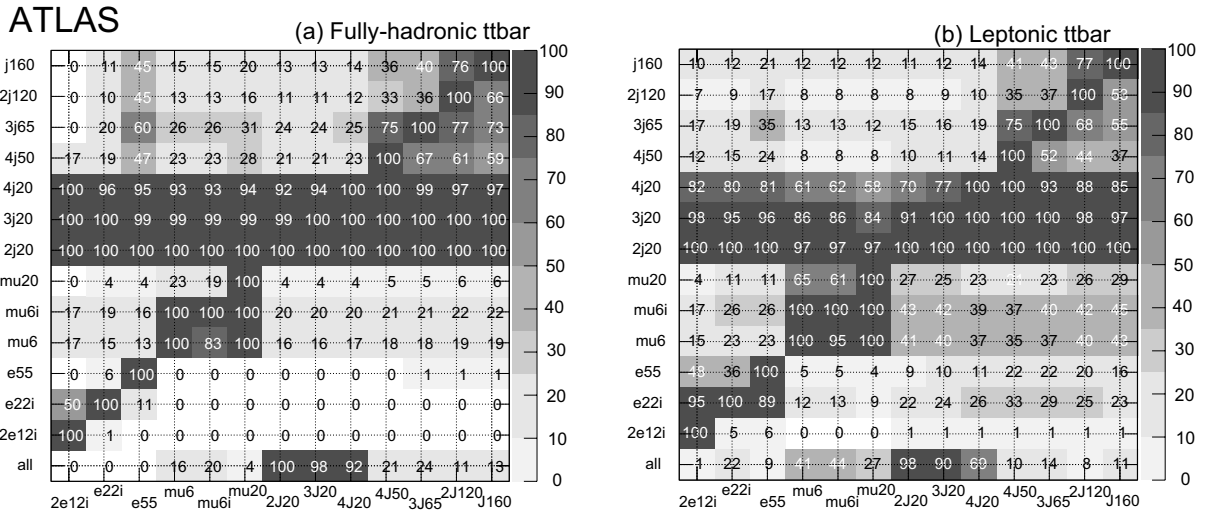 ATLAS
(a) Fully-hadronic ttbar
(b) Leptonic ttbar
j160 0 11 45 15 15 20 13 13 14 36 40 76 100
2j120 0 10 45 13 13 16 11 11 12 33 36 100 66
3j65 0 20 60 26 26 31 24 24 25 75 100 77 73
4j50 17 19 47 23 23 28 21 21 23 100 67 61 59
4j20 100 96 95 93 93 94 92 94 100 100 99 97 97
3j20 100 100 99 99 99 99 99 100 100 100 100 100 100
2j20 100 100 100 100 100 100 100 100 100 100 100 100 100
mu20 0 4 4 23 19 100 4 4 4 5 5 6 6
mu6i 17 19 16 100 100 100 20 20 20 21 21 22 22
mu6 17 15 13 100 83 100 16 16 17 18 18 19 19
e55 0 6 100 0 0 0 0 0 0 0 1 1 1
e22i 50 100 11 0 0 0 0 0 0 0 0 0 0
2e12i 100 1 0 0 0 0 0 0 0 0 0 0 0
all 0 0 0 16 20 4 100 98 92 21 24 11 13
2e12i e22i e55 mu6 mu6i mu20 2J20 3J20 4J20 4J50 3J65 2J120 J160
100
90
80
70
60
50
40
30
20
10
0
j160 10 12 21 12 12 12 11 12 14 41 43 77 100
2j120 7 9 17 8 8 8 8 9 10 35 37 100 53
3j65 17 19 35 13 13 12 15 16 19 75 100 68 55
4j50 12 15 24 8 8 8 10 11 14 100 52 44 37
4j20 82 80 81 61 62 58 70 77 100 100 93 88 85
3j20 98 95 96 86 86 84 91 100 100 100 100 98 97
2j20 100 100 100 97 97 97 100 100 100 100 100 100 100
mu20 4 11 11 65 61 100 27 25 23 23 26 29
mu6i 17 26 26 100 100 100 43 42 39 37 40 42 45
mu6 15 23 23 100 95 100 41 40 37 35 37 40 43
e55 48 36 100 5 5 4 9 10 11 22 22 20 16
e22i 95 100 89 12 13 9 22 24 26 33 29 25 23
2e12i 100 5 6 0 0 0 1 1 1 1 1 1 1
all 1 22 9 41 44 27 98 90 69 10 14 8 11
2e12i e22i e55 mu6 mu6i mu20 2J20 3J20 4J20 4J50 3J65 2J120 J160
100
90
80
70
60
50
40
30
20
10
0